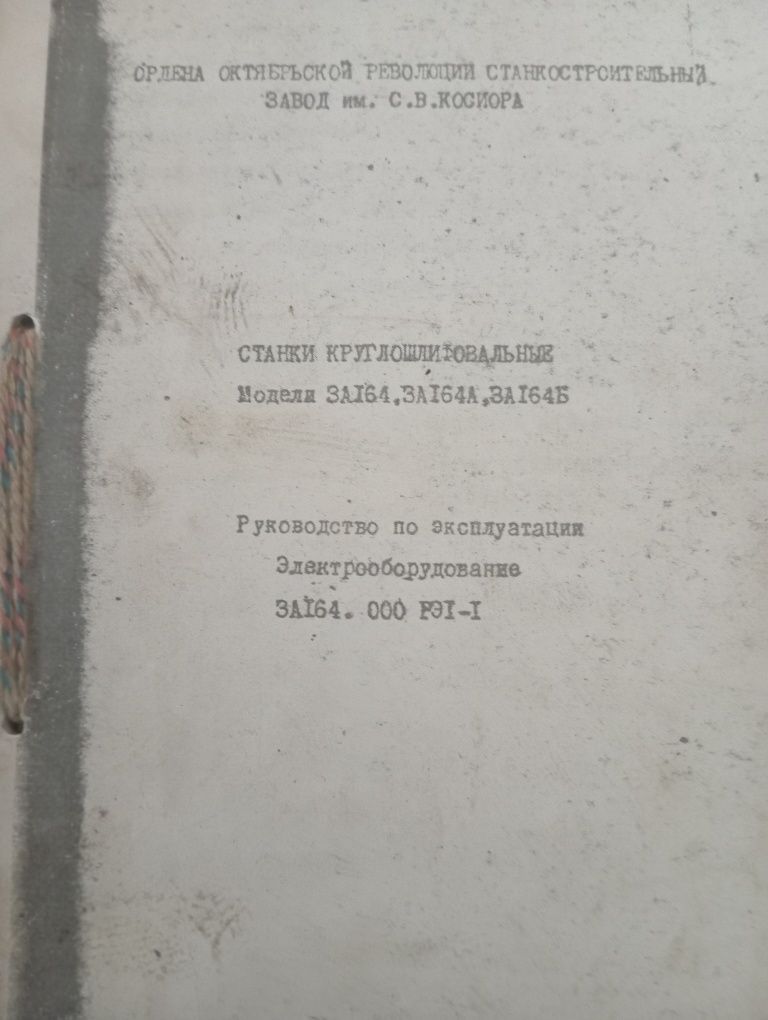 ОРДЕНА ОКТЯБРЬСКОЙ РЕВОЛЮЦИИ СТАНКОСТРОИТЕЛЬНЫЙ
ЗАВОД им. С.В.КОСИОРА
СТАНКИ КРУГЛОШЛИФОВАЛЬНЫЕ
Модели 3А164,3А164А,3А164Б
Руководство по эксплуатации
Электрооборудование
3А164. 000 РЭ1-1